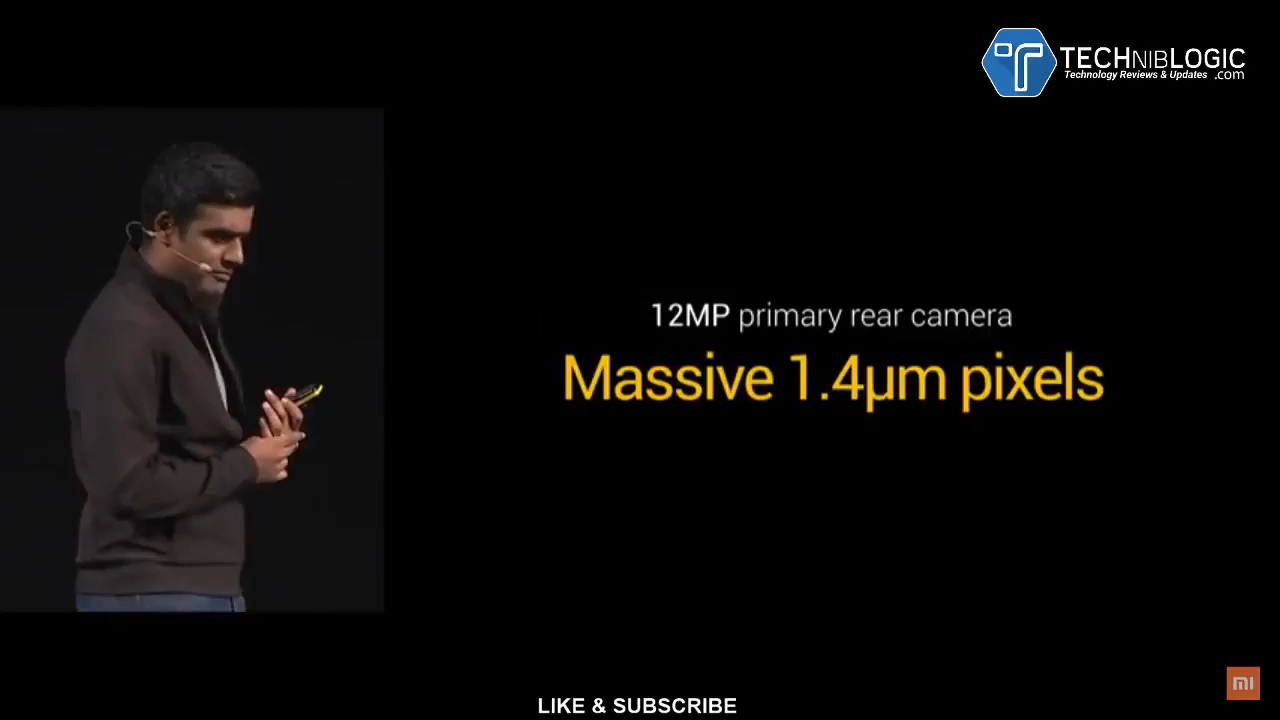 TECHNIBLOGIC
Technology Reviews & Updates .com
12MP primary rear camera
Massive 1.4µm pixels
MI
LIKE & SUBSCRIBE